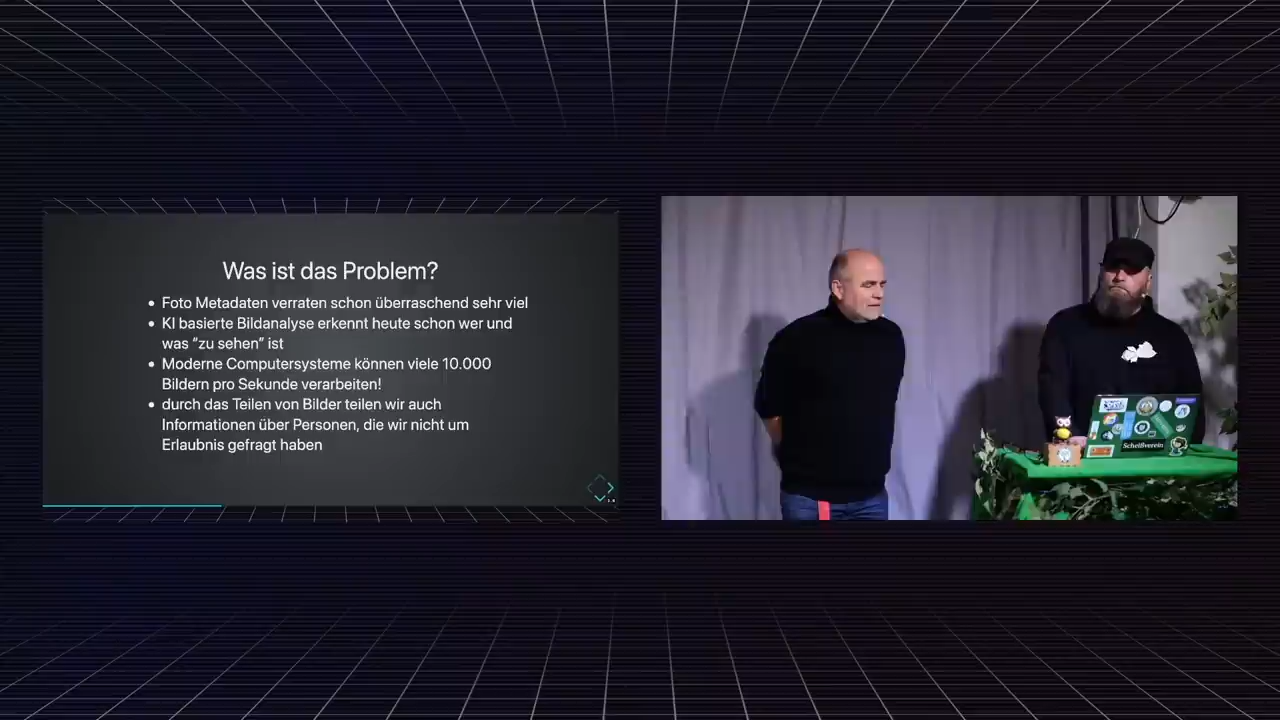 Was ist das Problem?
• Foto Metadaten verraten schon überraschend sehr viel
• KI basierte Bildanalyse erkennt heute schon wer und
was “zu sehen” ist
• Moderne Computersysteme können viele 10.000
Bildern pro Sekunde verarbeiten!
• durch das Teilen von Bilder teilen wir auch
Informationen über Personen, die wir nicht um
Erlaubnis gefragt haben
Schelfiverein